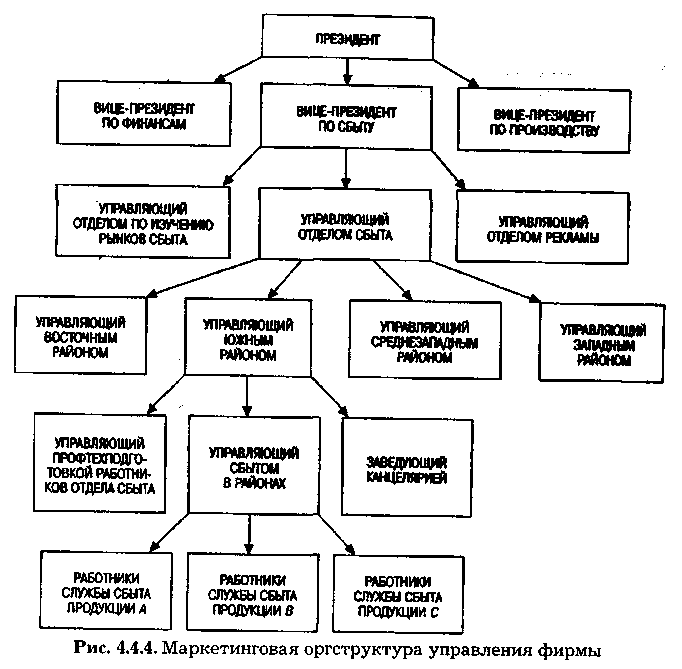 ПРЕЗИДЕНТ
ВИЦЕ-ПРЕЗИДЕНТ
ПО ФИНАНСАМ
ВИЦЕ-ПРЕЗИДЕНТ
ПО СБЫТУ
ВИЦЕ-ПРЕЗИДЕНТ
ПО ПРОИЗВОДСТВУ
УПРАВЛЯЮЩИЙ
ОТДЕЛОМ ПО ИЗУЧЕНИЮ
РЫНКОВ СБЫТА
УПРАВЛЯЮЩИЙ
ОТДЕЛОМ СБЫТА
УПРАВЛЯЮЩИЙ
ОТДЕЛОМ РЕКЛАМЫ
УПРАВЛЯЮЩИЙ
ВОСТОЧНЫМ
РАЙОНОМ
УПРАВЛЯЮЩИЙ
ЮЖНЫМ
РАЙОНОМ
УПРАВЛЯЮЩИЙ
СРЕДНЕЗАПАДНЫМ
РАЙОНОМ
УПРАВЛЯЮЩИЙ
ЗАПАДНЫМ
РАЙОНОМ
УПРАВЛЯЮЩИЙ
ПРОФТЕХПОДГО-
ТОВКОЙ РАБОТНИ-
КОВ ОТДЕЛА СБЫТА
УПРАВЛЯЮЩИЙ
СБЫТОМ
В РАЙОНАХ
ЗАВЕДУЮЩИЙ
КАНЦЕЛЯРИЕЙ
РАБОТНИКИ
СЛУЖБЫ СБЫТА
ПРОДУКЦИИ A
РАБОТНИКИ
СЛУЖБЫ СБЫТА
ПРОДУКЦИИ B
РАБОТНИКИ
СЛУЖБЫ СБЫТА
ПРОДУКЦИИ C
Рис. 4.4.4. Маркетинговая оргструктура управления фирмы